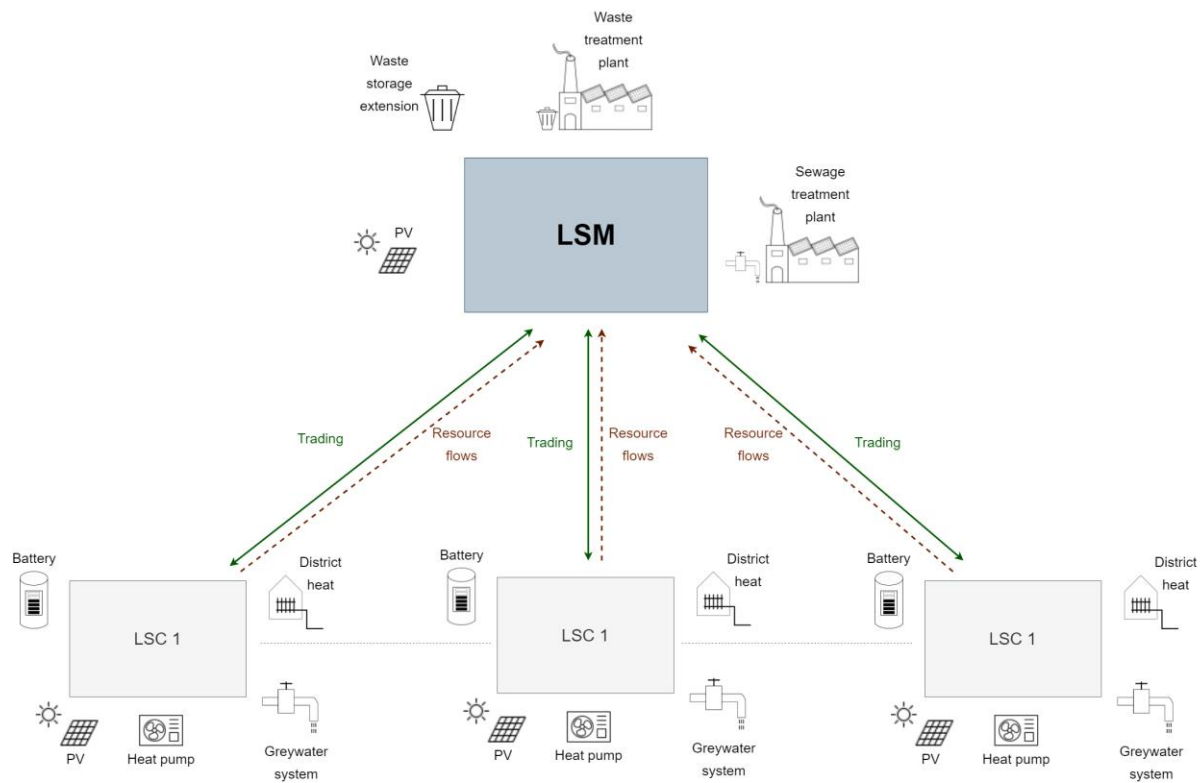 Waste
treatment
plant
Waste
storage
extension
Sewage
treatment
plant
PV
LSM
Trading
Resource
flows
Trading
Resource
flows
Resource
flows
Trading
Battery
District
heat
LSC 1
PV
Heat pump
Greywater
system
Battery
District
heat
LSC 1
PV
Heat pump
Greywater
system
Battery
District
heat
LSC 1
PV
Heat pump
Greywater
system